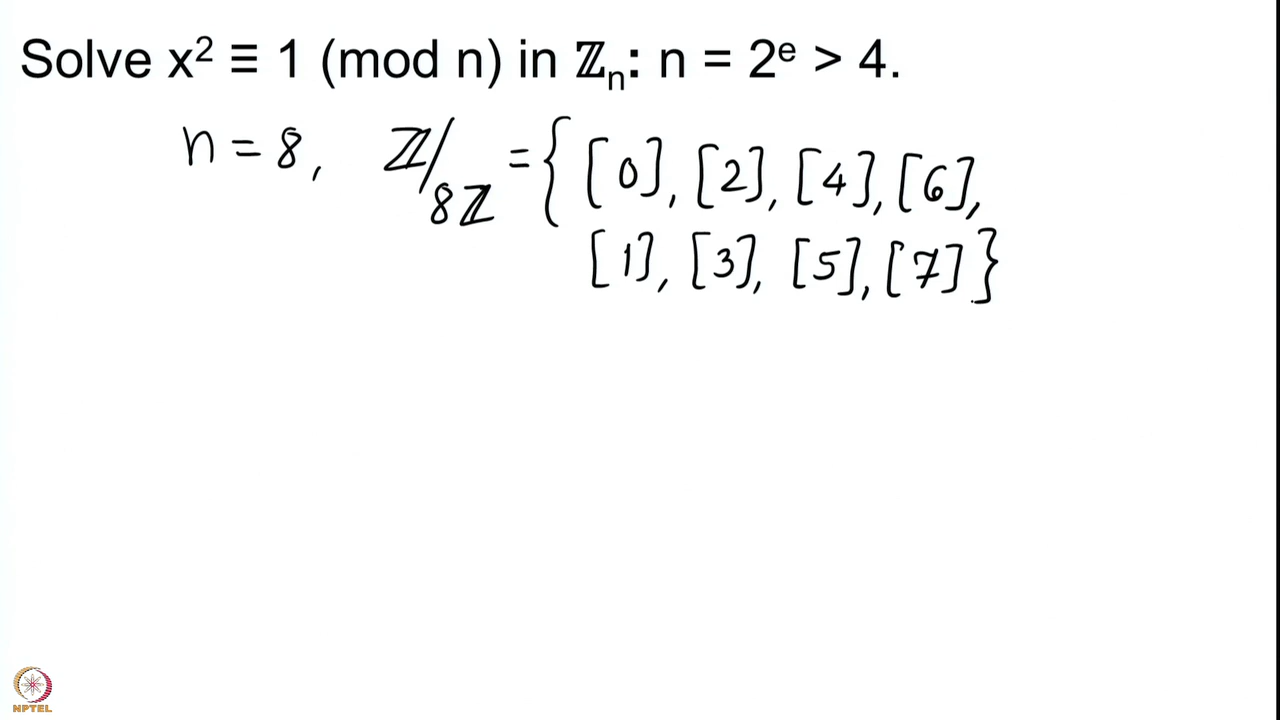 Solve x² ≡ 1 (mod n) in ℤₙ: n = 2ᵉ > 4.
n = 8, ℤ/8ℤ = { [0], [2], [4], [6],
[1], [3], [5], [7] }
NPTEL